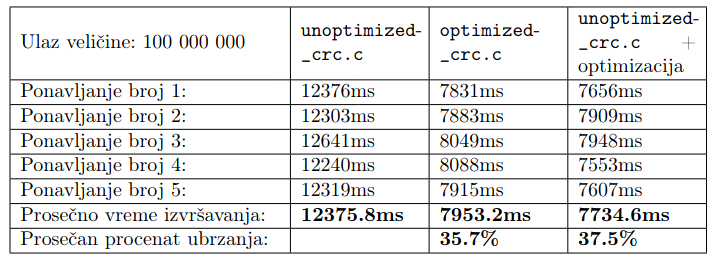 Ulaz veličine: 100 000 000 unoptimized-_crc.c optimized-_crc.c unoptimized-_crc.c + optimizacija
Ponavljanje broj 1: 12376ms 7831ms 7656ms
Ponavljanje broj 2: 12303ms 7883ms 7909ms
Ponavljanje broj 3: 12641ms 8049ms 7948ms
Ponavljanje broj 4: 12240ms 8088ms 7553ms
Ponavljanje broj 5: 12319ms 7915ms 7607ms
Prosečno vreme izvršavanja: 12375.8ms 7953.2ms 7734.6ms
Prosečan procenat ubrzanja: 35.7% 37.5%